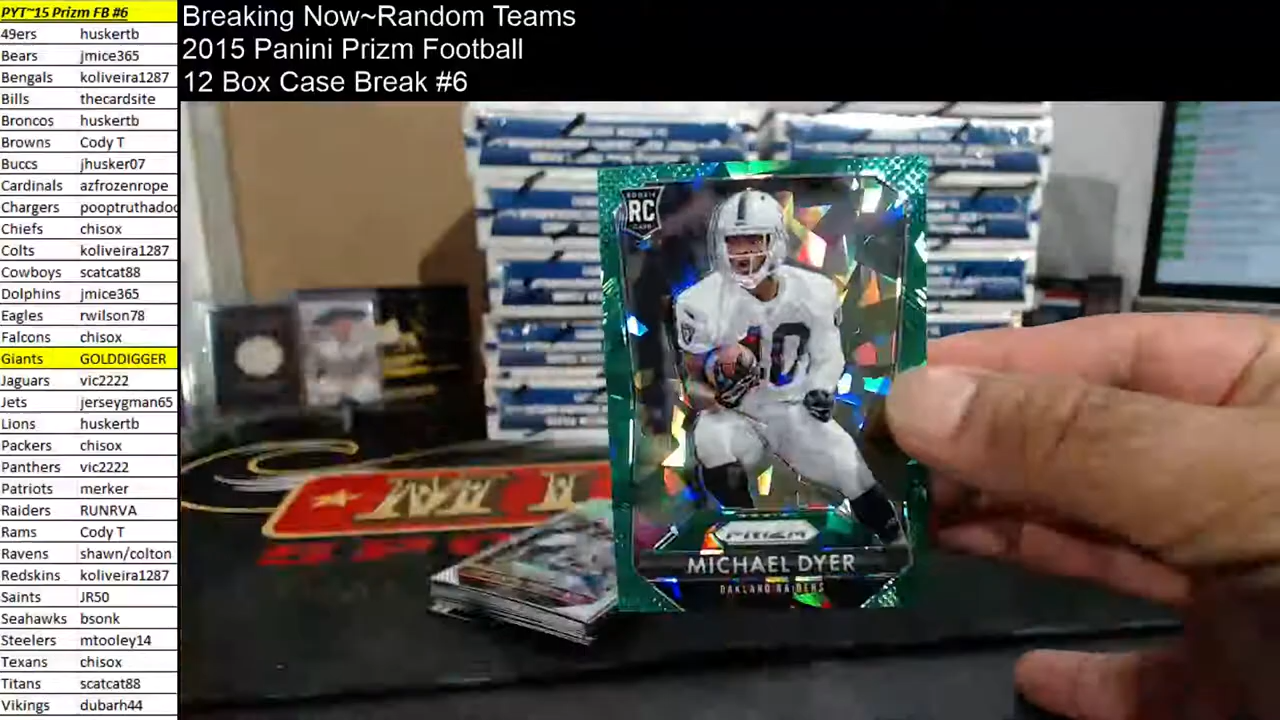 PYT~15 Prizm FB #6
49ers huskertb
Bears jmice365
Bengals koliveira1287
Bills thecardsite
Broncos huskertb
Browns Cody T
Buccs jhusker07
Cardinals azfrozenrope
Chargers pooptruthadoo
Chiefs chisox
Colts koliveira1287
Cowboys scatcat88
Dolphins jmice365
Eagles rwilson78
Falcons chisox
Giants GOLDDIGGER
Jaguars vic2222
Jets jerseygman65
Lions huskertb
Packers chisox
Panthers vic2222
Patriots merker
Raiders RUNRVA
Rams Cody T
Ravens shawn/colton
Redskins koliveira1287
Saints JR50
Seahawks bsonk
Steelers mtooley14
Texans chisox
Titans scatcat88
Vikings dubarh44
Breaking Now~Random Teams
2015 Panini Prizm Football
12 Box Case Break #6
RC
PRIZM
MICHAEL DYER
OAKLAND RAIDERS